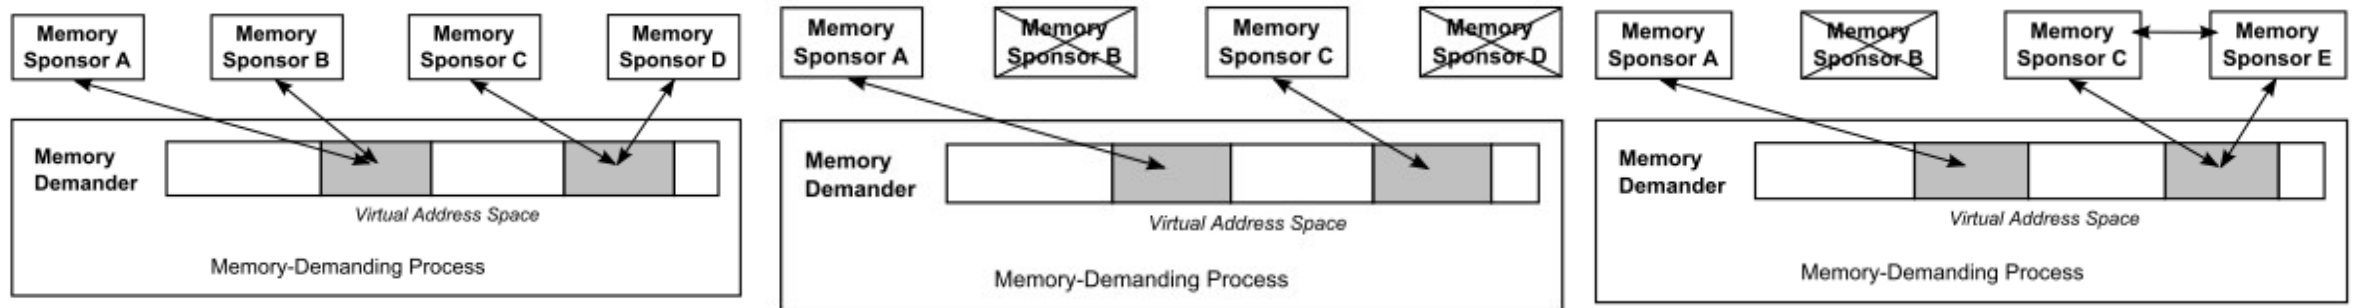 Memory
Sponsor A
Memory
Sponsor B
Memory
Sponsor C
Memory
Sponsor D
Memory
Demander
Virtual Address Space
Memory-Demanding Process
Memory
Sponsor A
Memory
Sponsor B
Memory
Sponsor C
Memory
Sponsor D
Memory
Demander
Virtual Address Space
Memory-Demanding Process
Memory
Sponsor A
Memory
Sponsor B
Memory
Sponsor C
Memory
Sponsor E
Memory
Demander
Virtual Address Space
Memory-Demanding Process